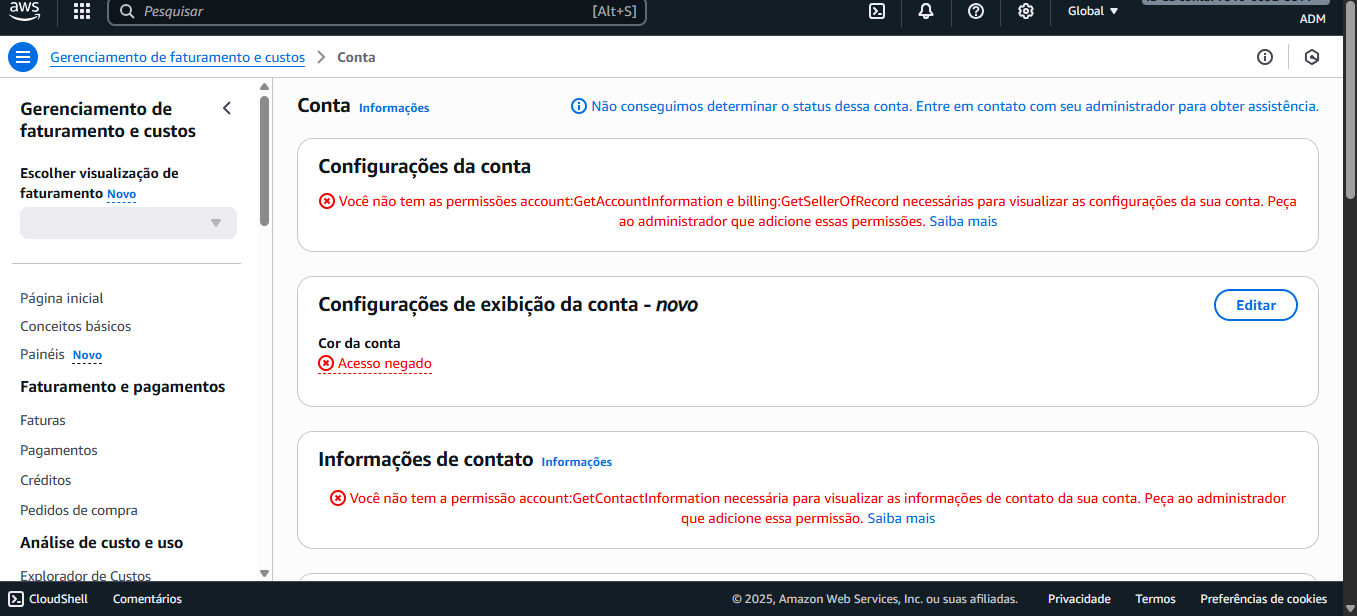 aws
Pesquisar
[Alt+S]
Global
ADM
Gerenciamento de faturamento e custos
Conta
Gerenciamento de
faturamento e custos
Escolher visualização de
faturamento Novo
Página inicial
Conceitos básicos
Painéis Novo
Faturamento e pagamentos
Faturas
Pagamentos
Créditos
Pedidos de compra
Análise de custo e uso
Explorador de Custos
Conta Informações
Não conseguimos determinar o status dessa conta. Entre em contato com seu administrador para obter assistência.
Configurações da conta
Você não tem as permissões account:GetAccountInformation e billing:GetSellerOfRecord necessárias para visualizar as configurações da sua conta. Peça
ao administrador que adicione essas permissões. Saiba mais
Configurações de exibição da conta - novo
Editar
Cor da conta
Acesso negado
Informações de contato Informações
Você não tem a permissão account:GetContactInformation necessária para visualizar as informações de contato da sua conta. Peça ao administrador
que adicione essa permissão. Saiba mais
CloudShell
Comentários
© 2025, Amazon Web Services, Inc. ou suas afiliadas.
Privacidade
Termos
Preferências de cookies